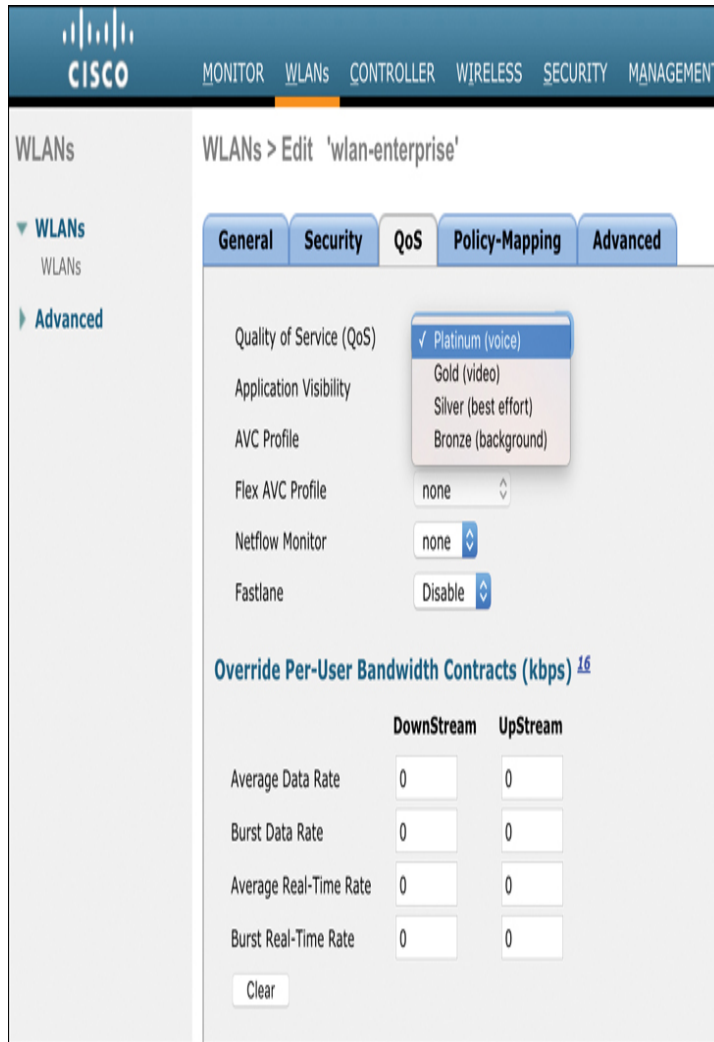 CISCO
MONITOR WLANs CONTROLLER WIRELESS SECURITY MANAGEMENT
WLANs
WLANs > Edit 'wlan-enterprise'
WLANs
WLANs
Advanced
General Security QoS Policy-Mapping Advanced
Quality of Service (QoS)
✓ Platinum (voice)
Gold (video)
Silver (best effort)
Bronze (background)
Application Visibility
AVC Profile
Flex AVC Profile none
Netflow Monitor none
Fastlane Disable
Override Per-User Bandwidth Contracts (kbps) 16
DownStream UpStream
Average Data Rate 0 0
Burst Data Rate 0 0
Average Real-Time Rate 0 0
Burst Real-Time Rate 0 0
Clear